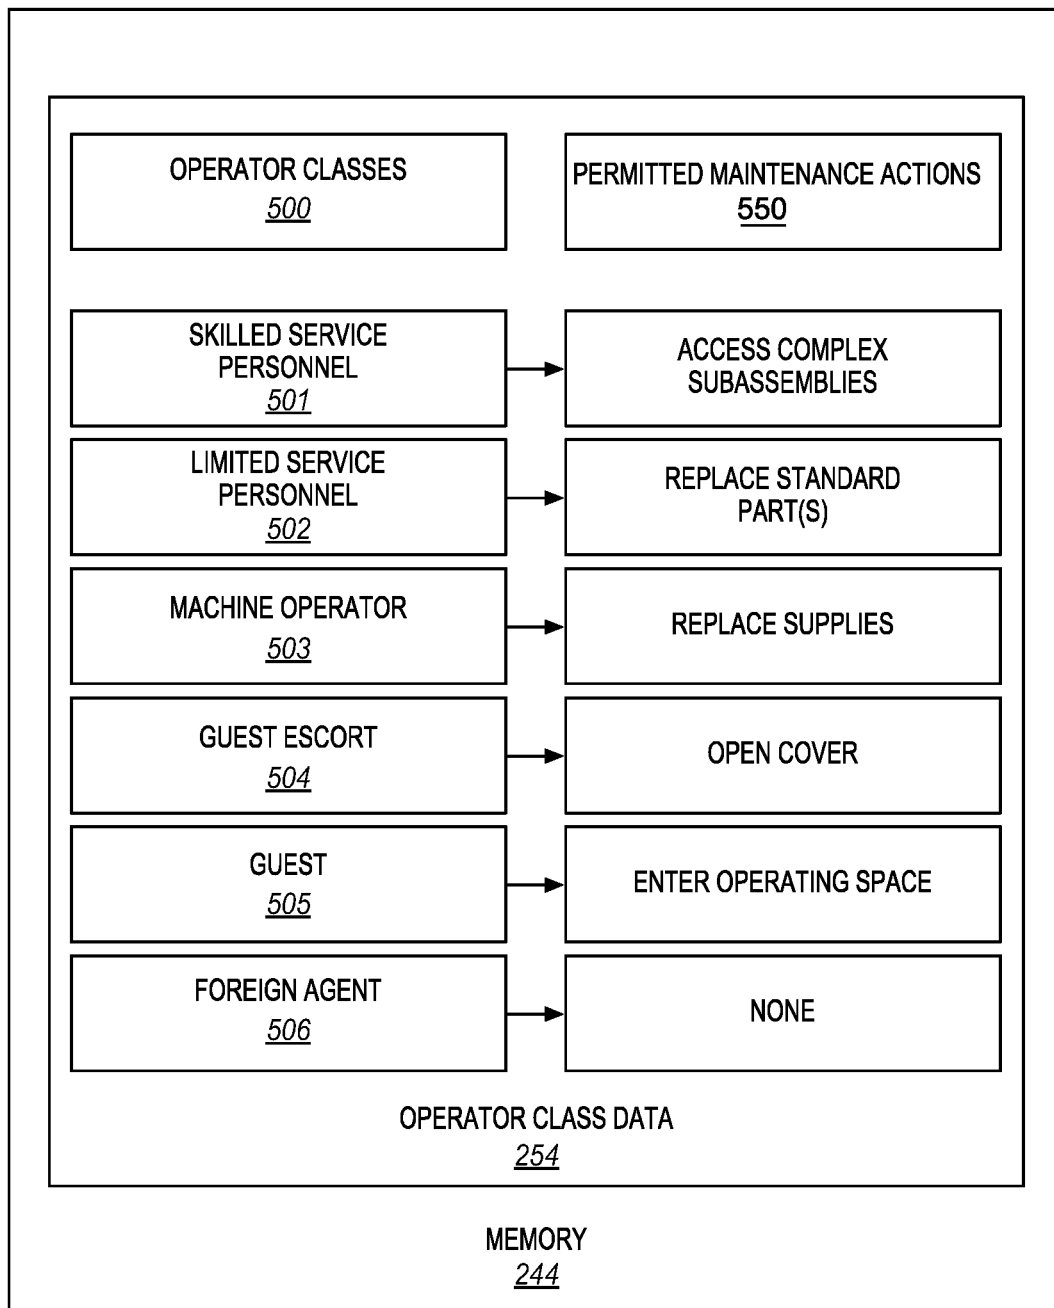 OPERATOR CLASSES
500
PERMITTED MAINTENANCE ACTIONS
550
SKILLED SERVICE
PERSONNEL
501
ACCESS COMPLEX
SUBASSEMBLIES
LIMITED SERVICE
PERSONNEL
502
REPLACE STANDARD
PART(S)
MACHINE OPERATOR
503
REPLACE SUPPLIES
GUEST ESCORT
504
OPEN COVER
GUEST
505
ENTER OPERATING SPACE
FOREIGN AGENT
506
NONE
OPERATOR CLASS DATA
254
MEMORY
244